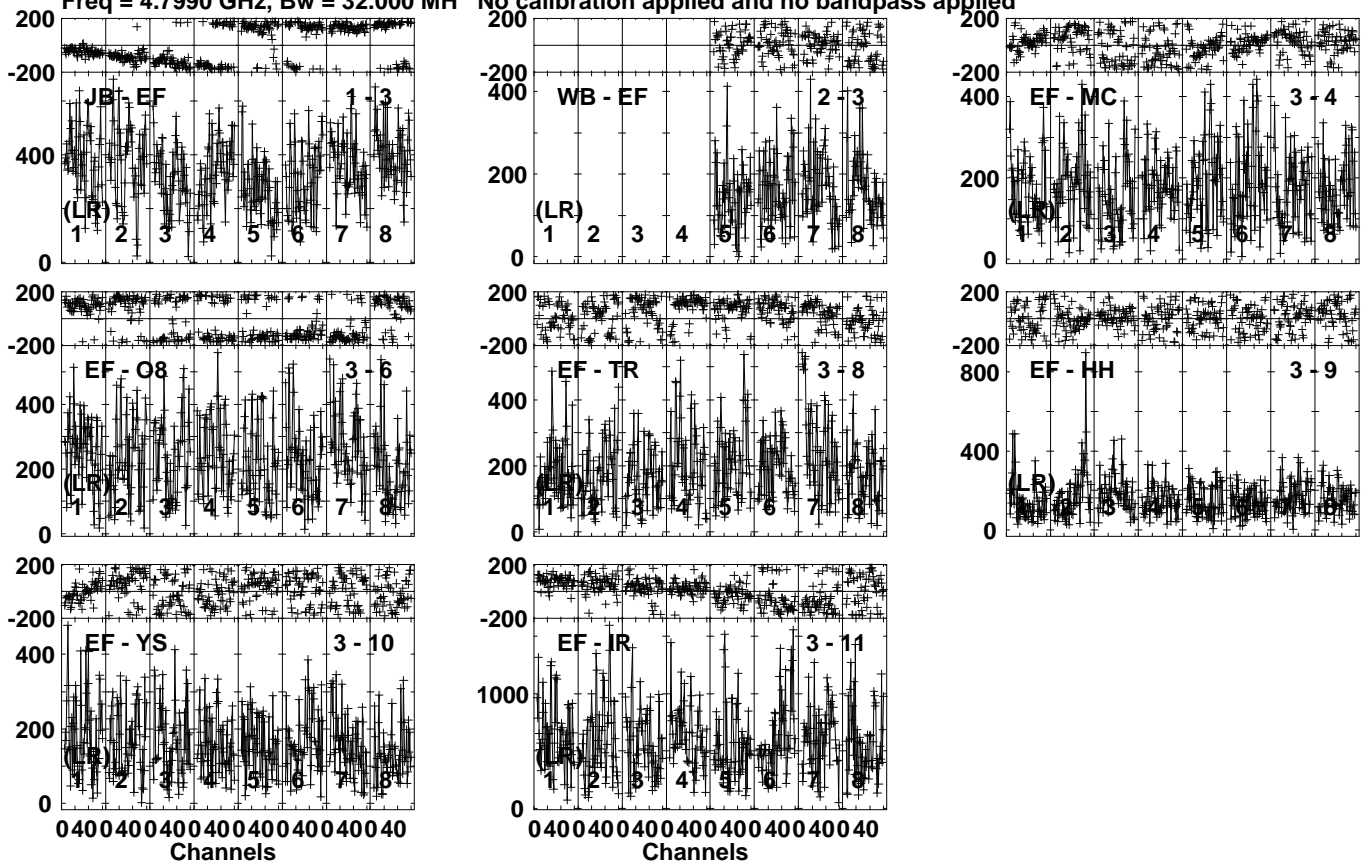 Freq = 4.7990 GHz, Bw = 32.000 MH No calibration applied and no bandpass applied
200
-200
JB - EF 1 - 3
400
(LR)
1 2 3 4 5 6 7 8
0
200
-200
WB - EF 2 - 3
400
200
(LR)
1 2 3 4 5 6 7 8
0
200
-200
EF - MC 3 - 4
400
200
(LR)
1 2 3 4 5 6 7 8
0
200
-200
EF - O8 3 - 6
400
200
(LR)
1 2 3 4 5 6 7 8
0
200
-200
EF - TR 3 - 8
400
200
(LR)
1 2 3 4 5 6 7 8
0
200
-200
EF - HH 3 - 9
800
400
(LR)
1 2 3 4 5 6 7 8
0
200
-200
EF - YS 3 - 10
400
200
(LR)
1 2 3 4 5 6 7 8
0
0 40 0 40 0 40 0 40 0 40 0 40 0 40 0 40
Channels
200
-200
EF - IR 3 - 11
1000
(LR)
1 2 3 4 5 6 7 8
0
0 40 0 40 0 40 0 40 0 40 0 40 0 40 0 40
Channels